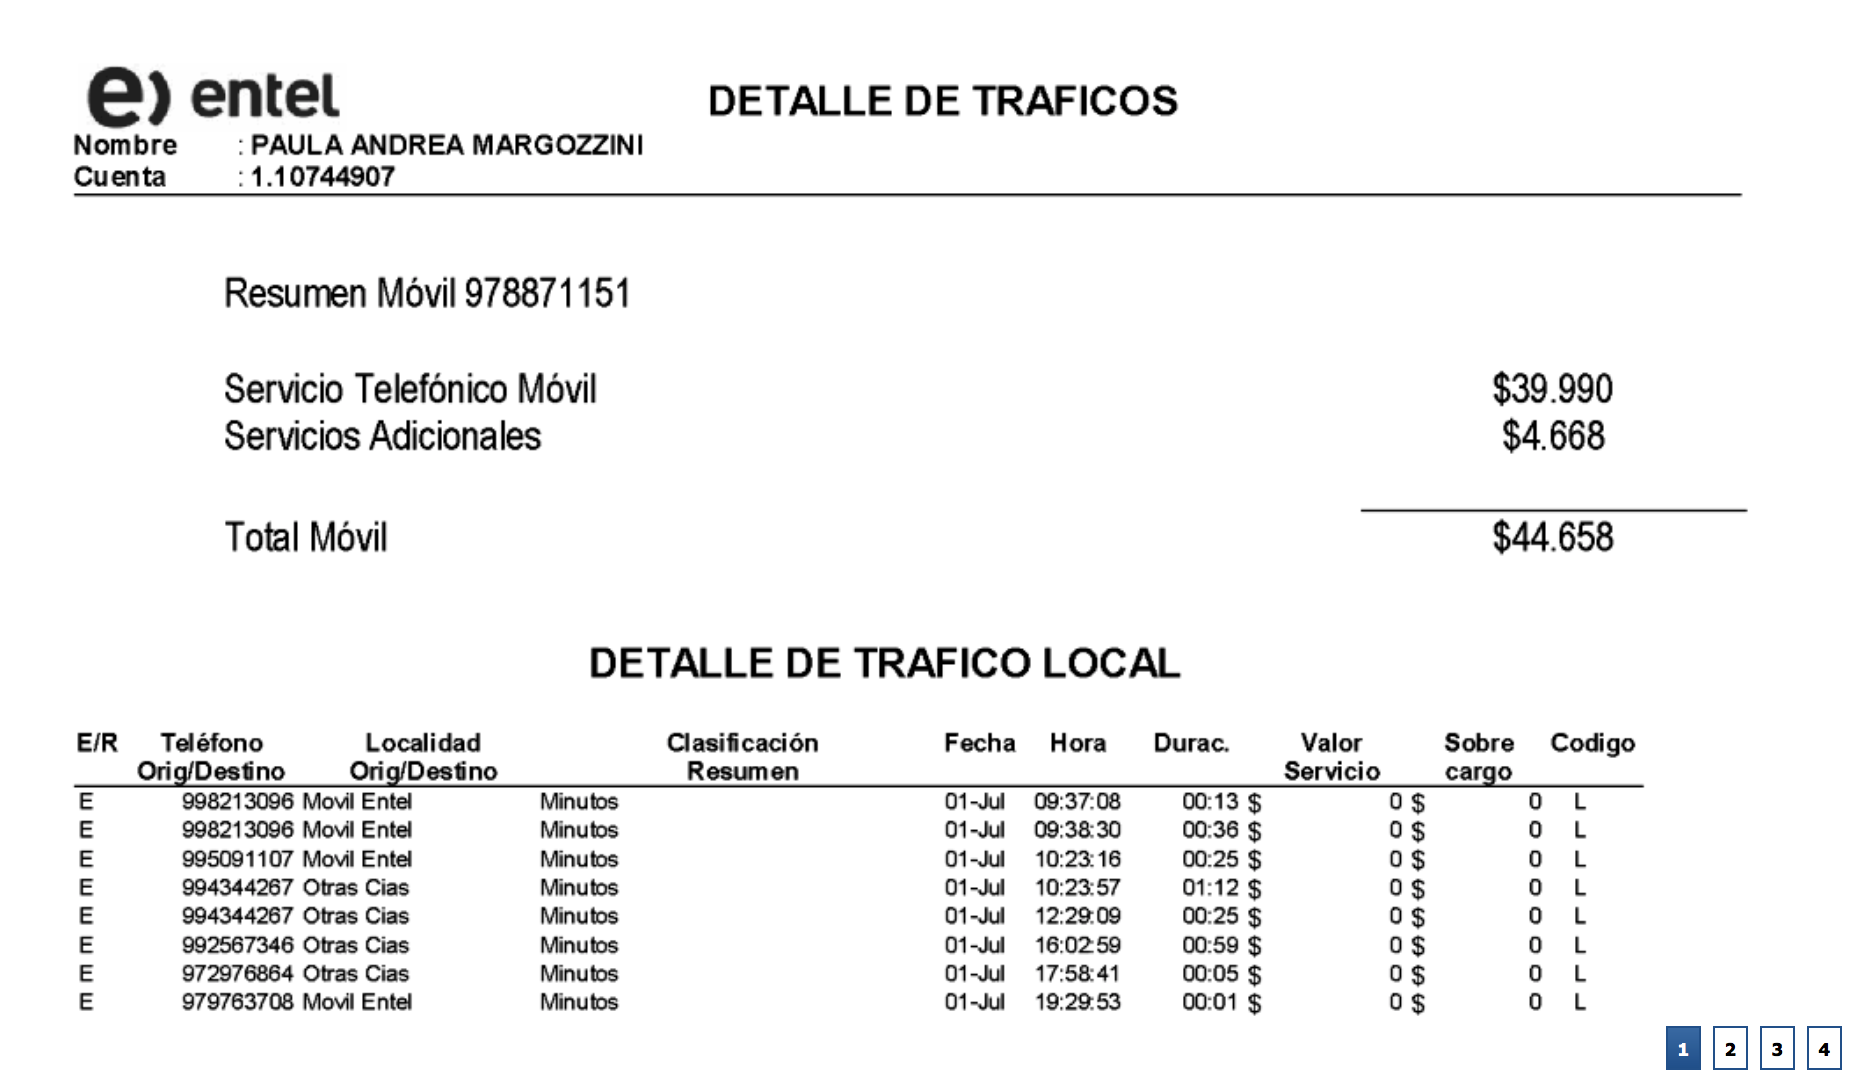 e) entel
DETALLE DE TRAFICOS
Nombre : PAULA ANDREA MARGOZZINI
Cuenta : 1.10744907
Resumen Móvil 978871151
Servicio Telefónico Móvil $39.990
Servicios Adicionales $4.668
Total Móvil $44.658
DETALLE DE TRAFICO LOCAL
E/R Teléfono Localidad Clasificación Fecha Hora Durac. Valor Sobre Codigo
Orig/Destino Orig/Destino Resumen Servicio cargo
E 998213096 Movil Entel Minutos 01-Jul 09:37:08 00:13 $ 0 $ 0 L
E 998213096 Movil Entel Minutos 01-Jul 09:38:30 00:36 $ 0 $ 0 L
E 995091107 Movil Entel Minutos 01-Jul 10:23:16 00:25 $ 0 $ 0 L
E 994344267 Otras Cias Minutos 01-Jul 10:23:57 01:12 $ 0 $ 0 L
E 994344267 Otras Cias Minutos 01-Jul 12:29:09 00:25 $ 0 $ 0 L
E 992567346 Otras Cias Minutos 01-Jul 16:02:59 00:59 $ 0 $ 0 L
E 972976864 Otras Cias Minutos 01-Jul 17:58:41 00:05 $ 0 $ 0 L
E 979763708 Movil Entel Minutos 01-Jul 19:29:53 00:01 $ 0 $ 0 L
1 2 3 4